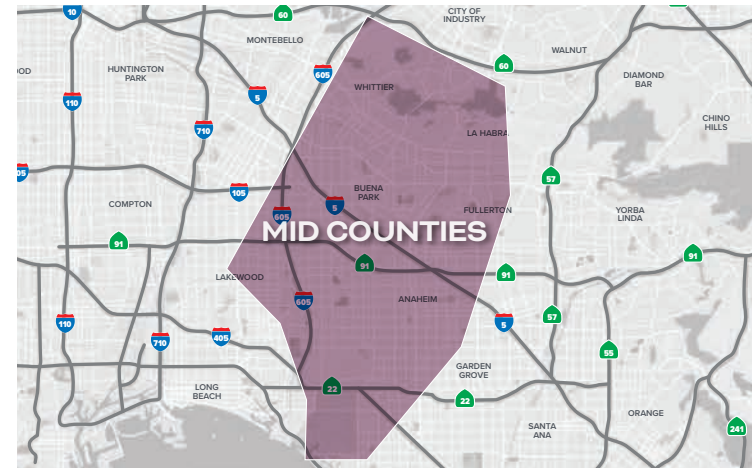 10
60
CITY OF
INDUSTRY
MONTEBELLO
WALNUT
60
605
HUNTINGTON
PARK
DIAMOND
BAR
WHITTIER
5
110
CHINO
HILLS
710
LA HABRA
57
105
BUENA
PARK
5
COMPTON
605
FULLERTON
YORBA
LINDA
MID COUNTIES
91
91
91
91
LAKEWOOD
605
ANAHEIM
110
5
57
405
710
55
GARDEN
GROVE
LONG
BEACH
22
22
ORANGE
SANTA
ANA
241